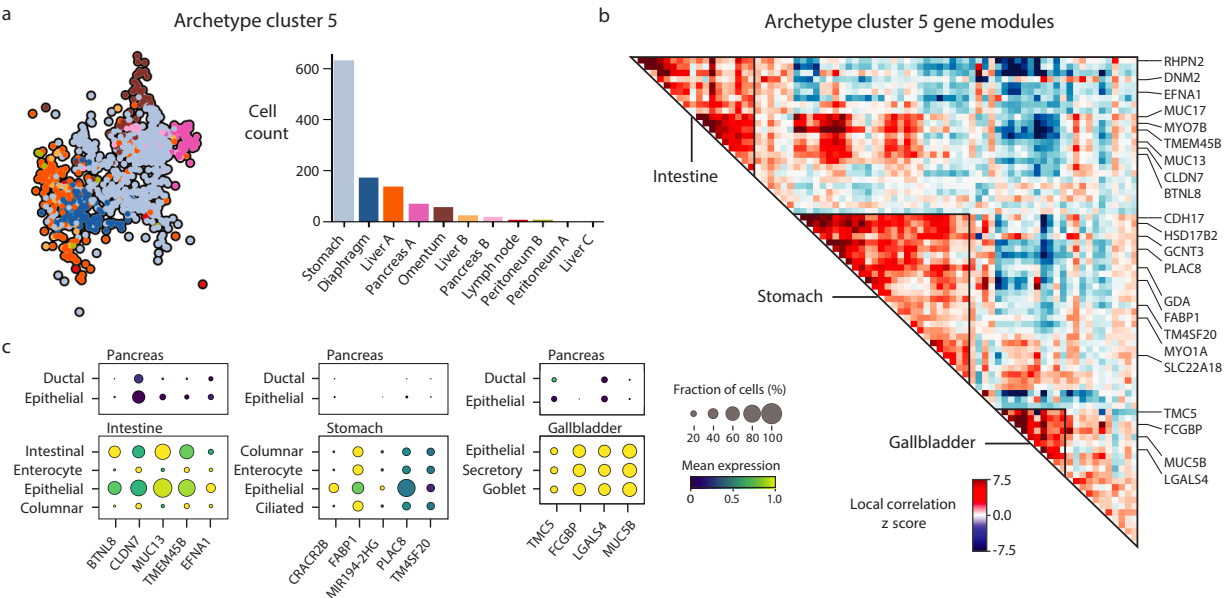 a
Archetype cluster 5
Cell
count
600
400
200
0
Stomach
Diaphragm
Liver A
Pancreas A
Omentum
Liver B
Pancreas B
Lymph node
Peritoneum B
Peritoneum A
Liver C
b
Archetype cluster 5 gene modules
RHPN2
DNM2
EFNA1
MUC17
MYO7B
TMEM45B
MUC13
CLDN7
BTNL8
CDH17
HSD17B2
GCNT3
PLAC8
GDA
FABP1
TM4SF20
MYO1A
SLC22A18
TMC5
FCGBP
MUC5B
LGALS4
Intestine
Stomach
Gallbladder
Local correlation
z score
7.5
0.0
-7.5
c
Pancreas
Ductal
Epithelial
Intestine
Intestinal
Enterocyte
Epithelial
Columnar
BTNL8
CLDN7
MUC13
TMEM45B
EFNA1
Pancreas
Ductal
Epithelial
Stomach
Columnar
Enterocyte
Epithelial
Ciliated
CRACR2B
FABP1
MIR194-2HG
PLAC8
TM4SF20
Pancreas
Ductal
Epithelial
Gallbladder
Epithelial
Secretory
Goblet
TMC5
FCGBP
LGALS4
MUC5B
Fraction of cells (%)
20 40 60 80 100
Mean expression
0 0.5 1.0